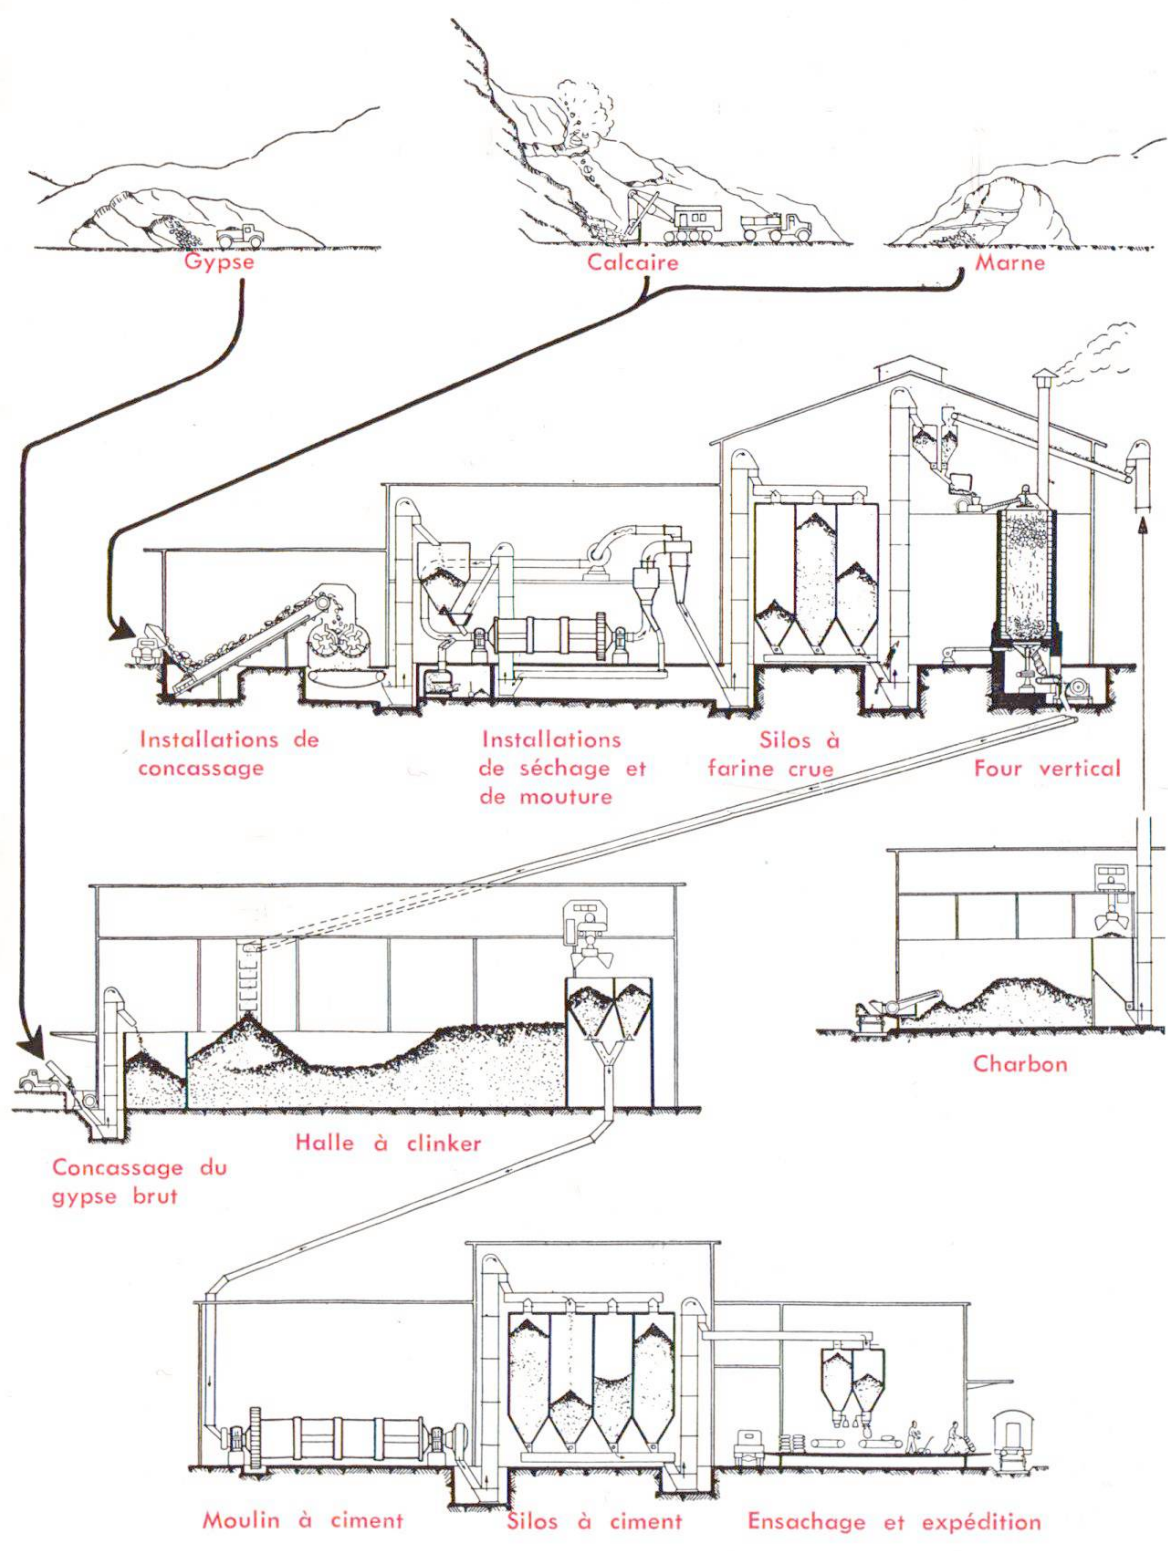 Gypse
Calcaire
Marne
Installations de
concassage
Installations
de séchage et
de mouture
Silos à
farine crue
Four vertical
Charbon
Halle à clinker
Concassage du
gypse brut
Moulin à ciment
Silos à ciment
Ensachage et expédition